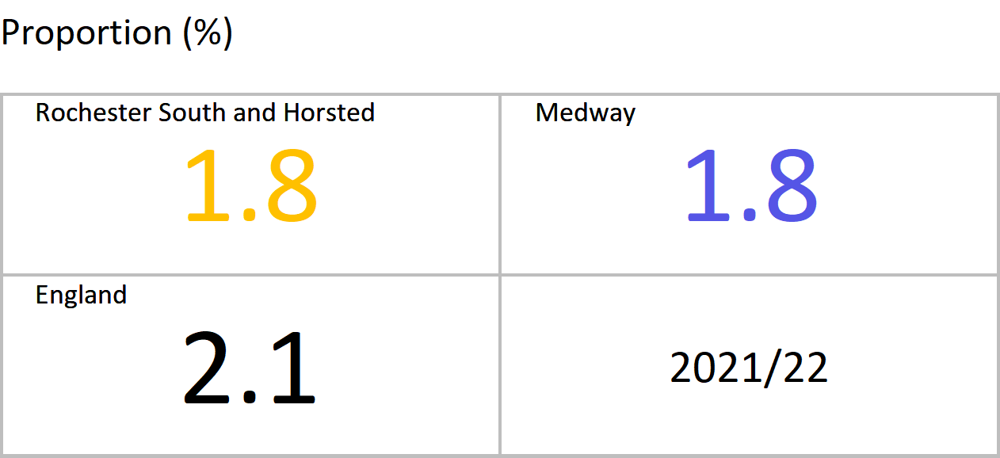 Proportion (%)
Rochester South and Horsted
1.8
Medway
1.8
England
2.1
2021/22